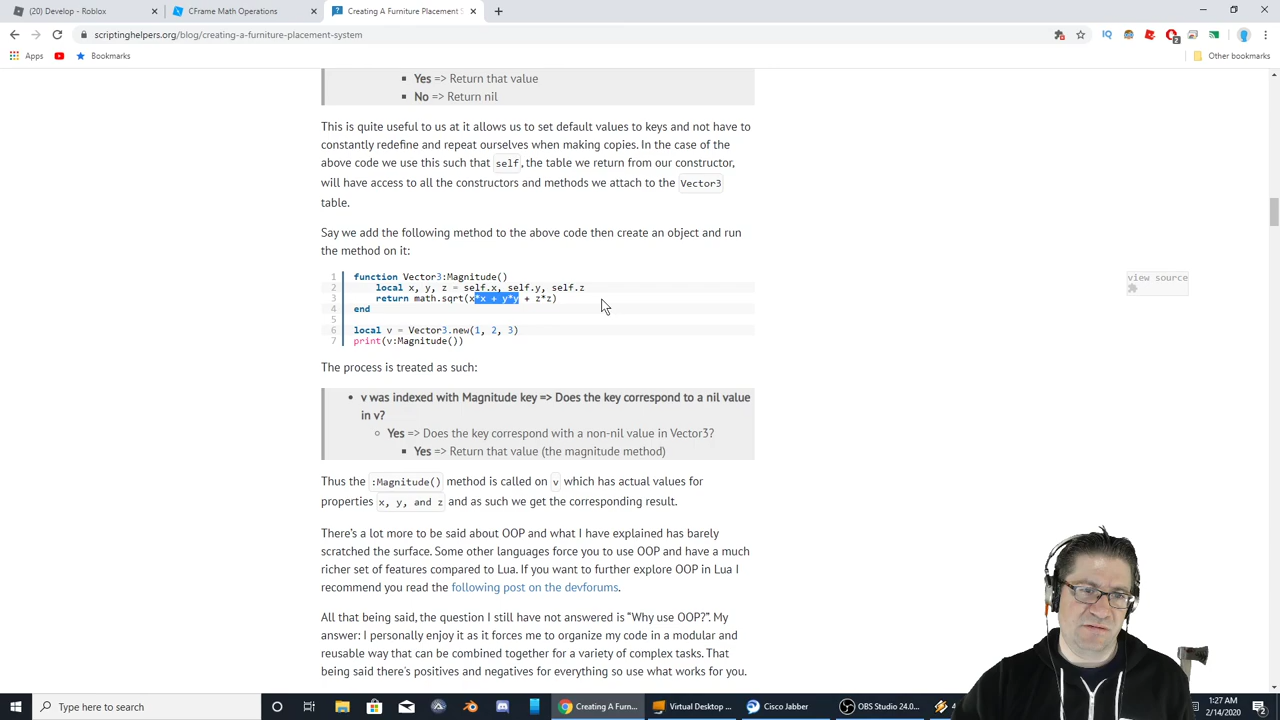 (20) Develop - Roblox
CFrame Math Operations
Creating A Furniture Placement S
scriptinghelpers.org/blog/creating-a-furniture-placement-system
Apps
Bookmarks
Other bookmarks
Yes => Return that value
No => Return nil
This is quite useful to us at it allows us to set default values to keys and not have to
constantly redefine and repeat ourselves when making copies. In the case of the
above code we use this such that self, the table we return from our constructor,
will have access to all the constructors and methods we attach to the Vector3
table.
Say we add the following method to the above code then create an object and run
the method on it:
view source
1 function Vector3:Magnitude()
2 local x, y, z = self.x, self.y, self.z
3 return math.sqrt(x*x + y*y + z*z)
4 end
5
6 local v = Vector3.new(1, 2, 3)
7 print(v:Magnitude())
The process is treated as such:
v was indexed with Magnitude key => Does the key correspond to a nil value
in v?
Yes => Does the key correspond with a non-nil value in Vector3?
Yes => Return that value (the magnitude method)
Thus the :Magnitude() method is called on v which has actual values for
properties x, y, and z and as such we get the corresponding result.
There's a lot more to be said about OOP and what I have explained has barely
scratched the surface. Some other languages force you to use OOP and have a much
richer set of features compared to Lua. If you want to further explore OOP in Lua I
recommend you read the following post on the devforums.
All that being said, the question I still have not answered is "Why use OOP?". My
answer: I personally enjoy it as it forces me to organize my code in a modular and
reusable way that can be combined together for a variety of complex tasks. That
being said there's positives and negatives for everything so use what works for you.
Type here to search
Creating A Furn...
Virtual Desktop ...
Cisco Jabber
OBS Studio 24.0...
1:27 AM
2/14/2020